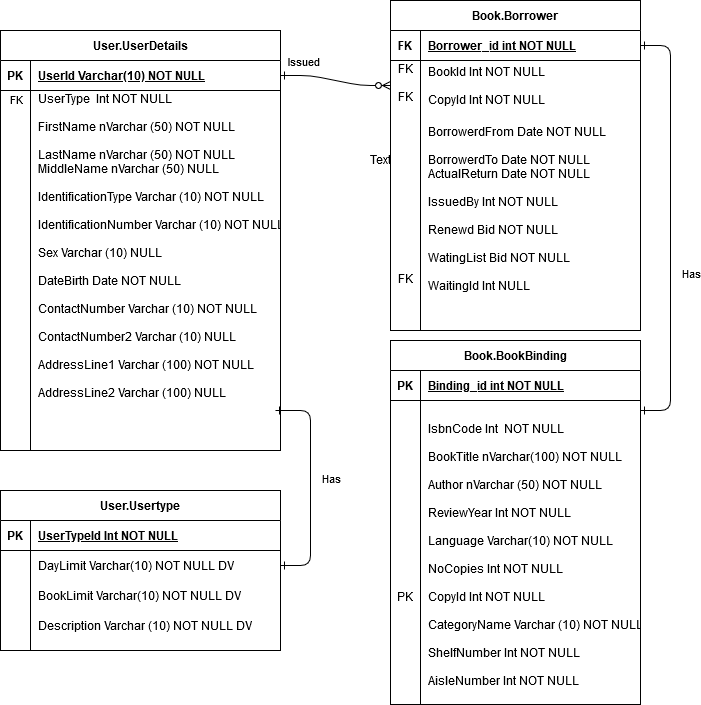 User.UserDetails
PK UserId Varchar(10) NOT NULL
FK UserType Int NOT NULL
FirstName nVarchar (50) NOT NULL
LastName nVarchar (50) NOT NULL
MiddleName nVarchar (50) NULL
IdentificationType Varchar (10) NOT NULL
IdentificationNumber Varchar (10) NOT NULL
Sex Varchar (10) NULL
DateBirth Date NOT NULL
ContactNumber Varchar (10) NOT NULL
ContactNumber2 Varchar (10) NULL
AddressLine1 Varchar (100) NOT NULL
AddressLine2 Varchar (100) NULL
Issued
Text
Book.Borrower
FK Borrower_id int NOT NULL
FK BookId Int NOT NULL
FK CopyId Int NOT NULL
BorrowerdFrom Date NOT NULL
BorrowerdTo Date NOT NULL
ActualReturn Date NOT NULL
IssuedBy Int NOT NULL
Renewd Bid NOT NULL
WatingList Bid NOT NULL
FK WaitingId Int NULL
Has
Book.BookBinding
PK Binding_id int NOT NULL
IsbnCode Int NOT NULL
BookTitle nVarchar(100) NOT NULL
Author nVarchar (50) NOT NULL
ReviewYear Int NOT NULL
Language Varchar(10) NOT NULL
NoCopies Int NOT NULL
PK CopyId Int NOT NULL
CategoryName Varchar (10) NOT NULL
ShelfNumber Int NOT NULL
AisleNumber Int NOT NULL
Has
User.Usertype
PK UserTypeId Int NOT NULL
DayLimit Varchar(10) NOT NULL DV
BookLimit Varchar(10) NOT NULL DV
Description Varchar (10) NOT NULL DV